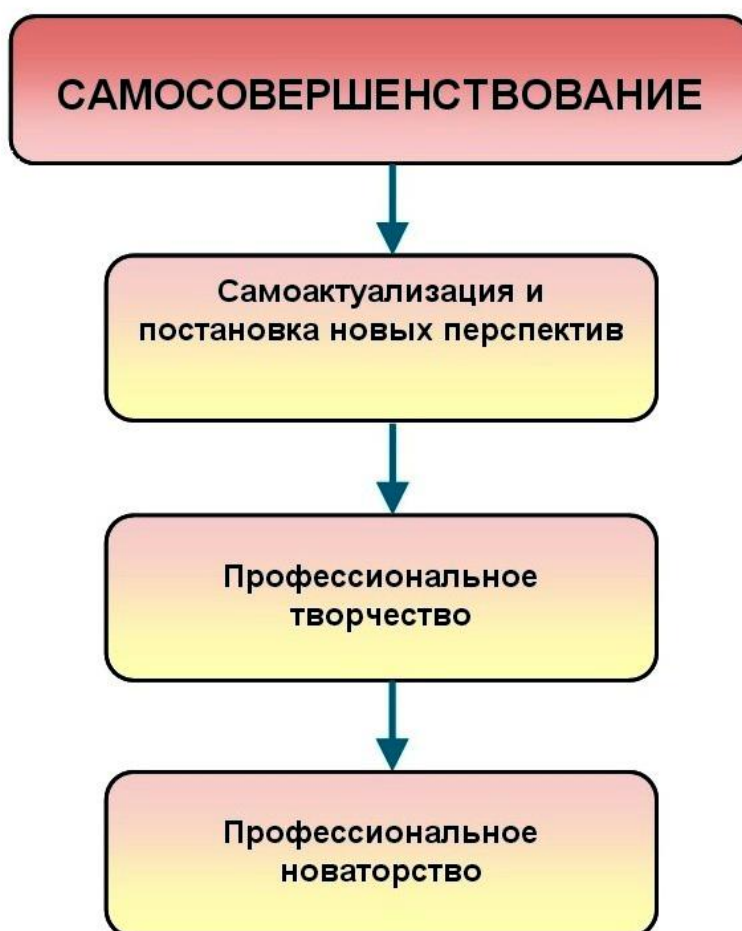 САМОСОВЕРШЕНСТВОВАНИЕ
Самоактуализация и
постановка новых перспектив
Профессиональное
творчество
Профессиональное
новаторство